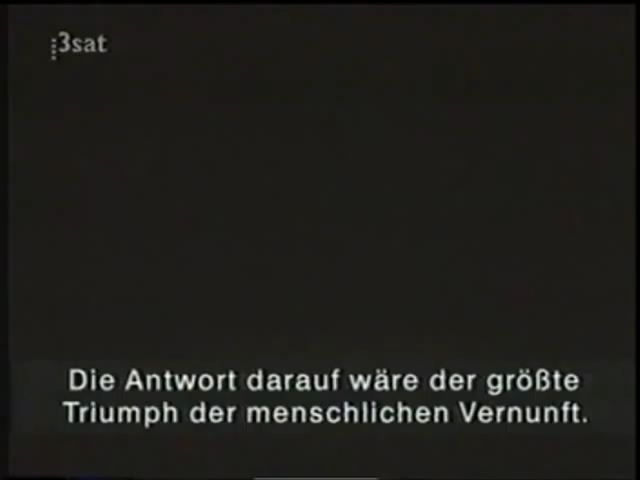 3sat
Die Antwort darauf wäre der größte
Triumph der menschlichen Vernunft.